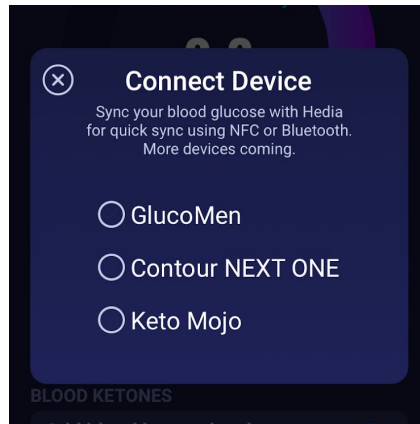 Connect Device
Sync your blood glucose with Hedia
for quick sync using NFC or Bluetooth.
More devices coming.
GlucoMen
Contour NEXT ONE
Keto Mojo
BLOOD KETONES